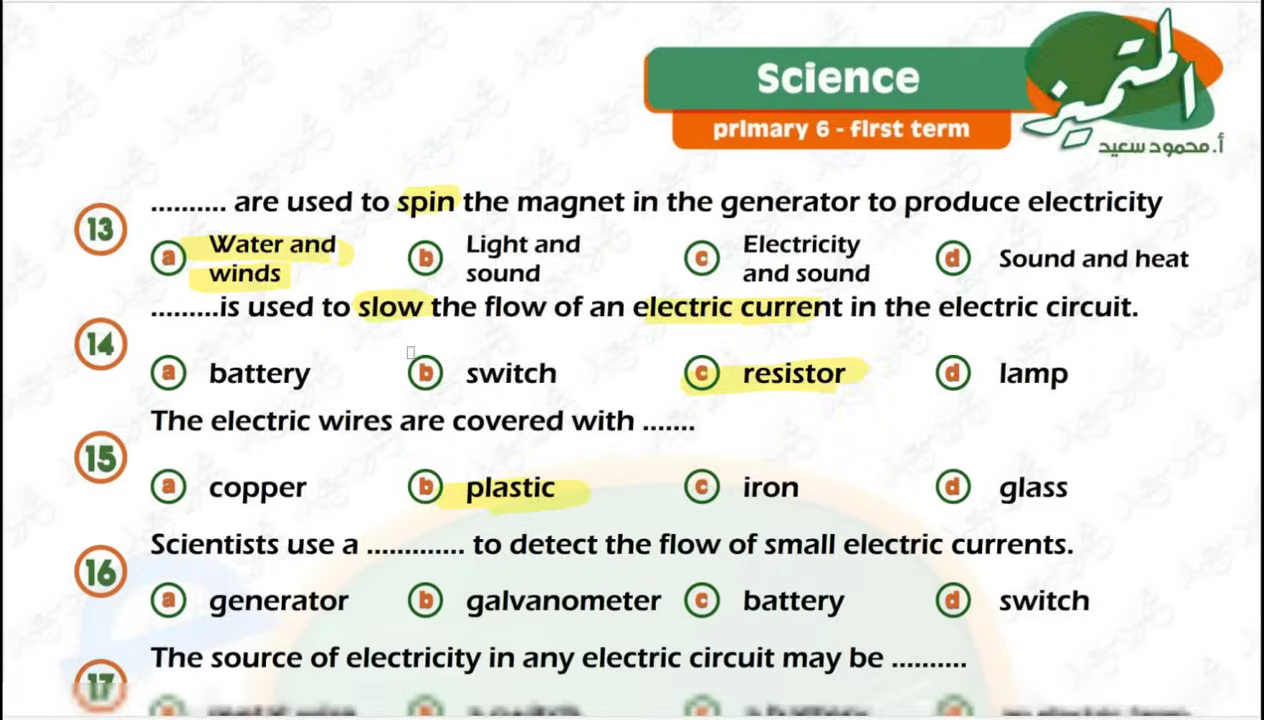 Science
primary 6 - first term
المتميز
أ. محمود سعيد
13 .......... are used to spin the magnet in the generator to produce electricity
a Water and winds b Light and sound c Electricity and sound d Sound and heat
14 .........is used to slow the flow of an electric current in the electric circuit.
a battery b switch c resistor d lamp
15 The electric wires are covered with .......
a copper b plastic c iron d glass
16 Scientists use a ............. to detect the flow of small electric currents.
a generator b galvanometer c battery d switch
17 The source of electricity in any electric circuit may be ..........